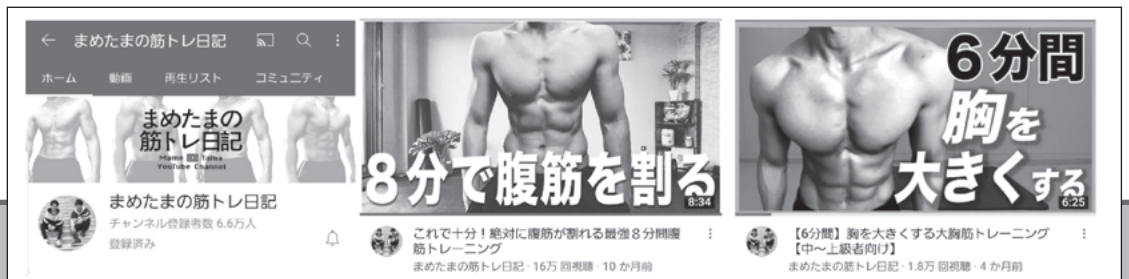 まめたまの筋トレ日記
ホーム 動画 再生リスト コミュニティ
まめたまの
筋トレ日記
YouTube Channel
まめたまの筋トレ日記
チャンネル登録者数 6.6万人
登録済み
8分で腹筋を割る
8:34
これで十分！絶対に腹筋が割れる最強８分間腹
筋トレーニング
まめたまの筋トレ日記・16万 回視聴・10 か月前
6分間
胸を
大きくする
6:25
【6分間】胸を大きくする大胸筋トレーニング
【中～上級者向け】
まめたまの筋トレ日記・1.8万 回視聴・4 か月前